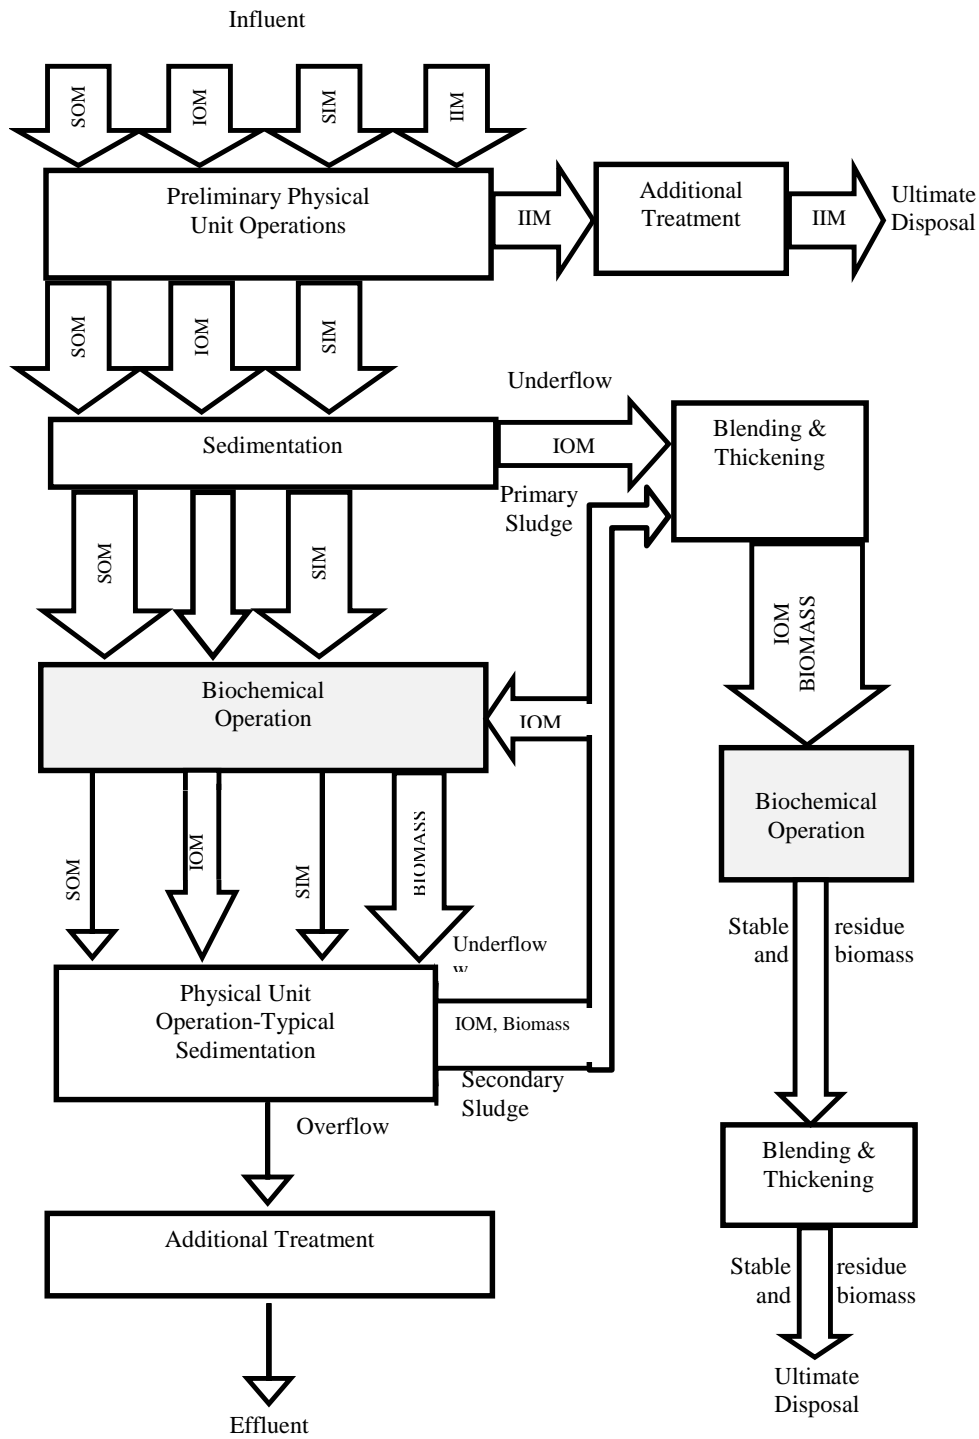 Influent
SOM
IOM
SIM
IIM
Preliminary Physical
Unit Operations
IIM
Additional
Treatment
IIM
Ultimate
Disposal
SOM
IOM
SIM
Underflow
Sedimentation
IOM
Blending &
Thickening
Primary
Sludge
SOM
SIM
IOM
BIOMASS
Biochemical
Operation
IOM
Biochemical
Operation
SOM
IOM
SIM
BIOMASS
Stable
and
residue
biomass
Underflow
w
Physical Unit
Operation-Typical
Sedimentation
IOM, Biomass
Secondary
Sludge
Overflow
Blending &
Thickening
Additional Treatment
Stable
and
residue
biomass
Ultimate
Disposal
Effluent